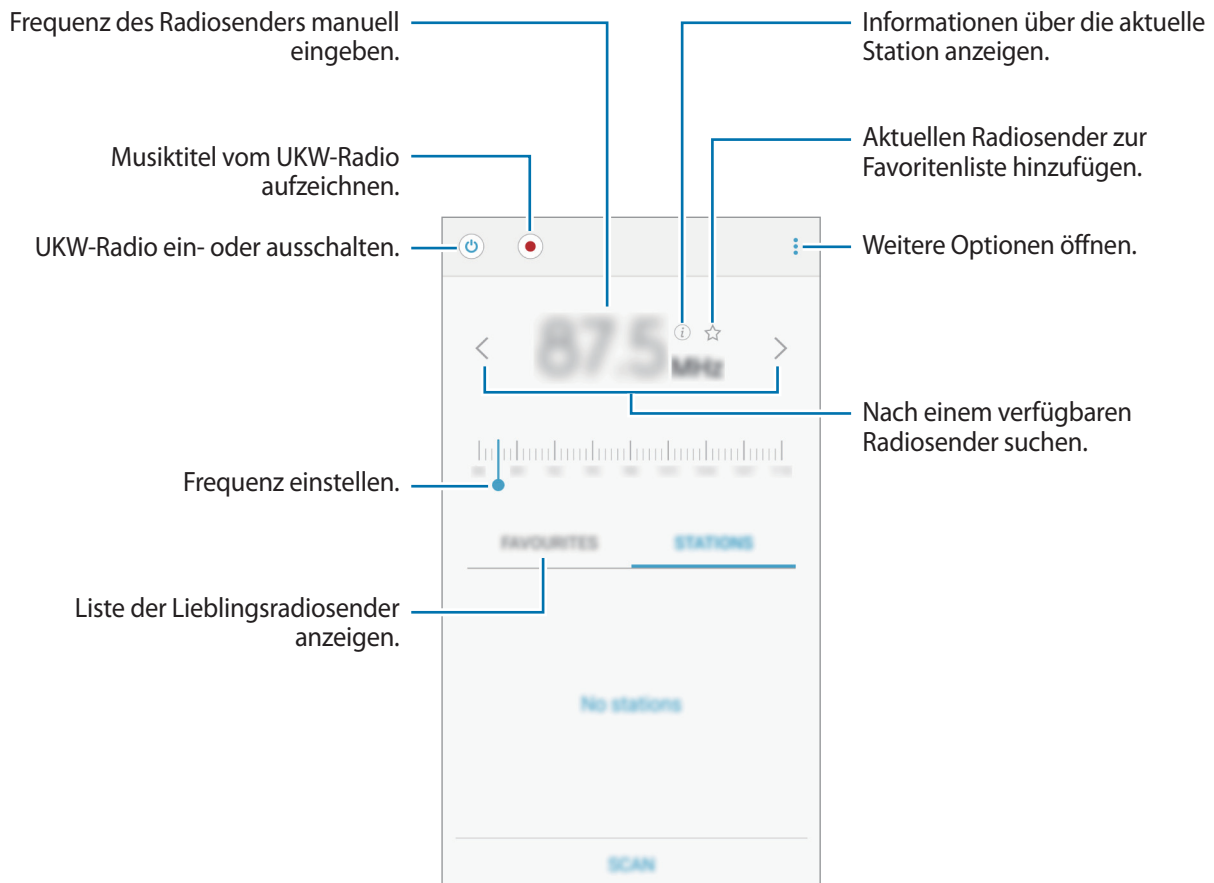 Frequenz des Radiosenders manuell
eingeben.
Informationen über die aktuelle
Station anzeigen.
Musiktitel vom UKW-Radio
aufzeichnen.
Aktuellen Radiosender zur
Favoritenliste hinzufügen.
UKW-Radio ein- oder ausschalten.
Weitere Optionen öffnen.
87.5
MHz
Nach einem verfügbaren
Radiosender suchen.
Frequenz einstellen.
FAVOURITES
STATIONS
Liste der Lieblingsradiosender
anzeigen.
No stations
SCAN